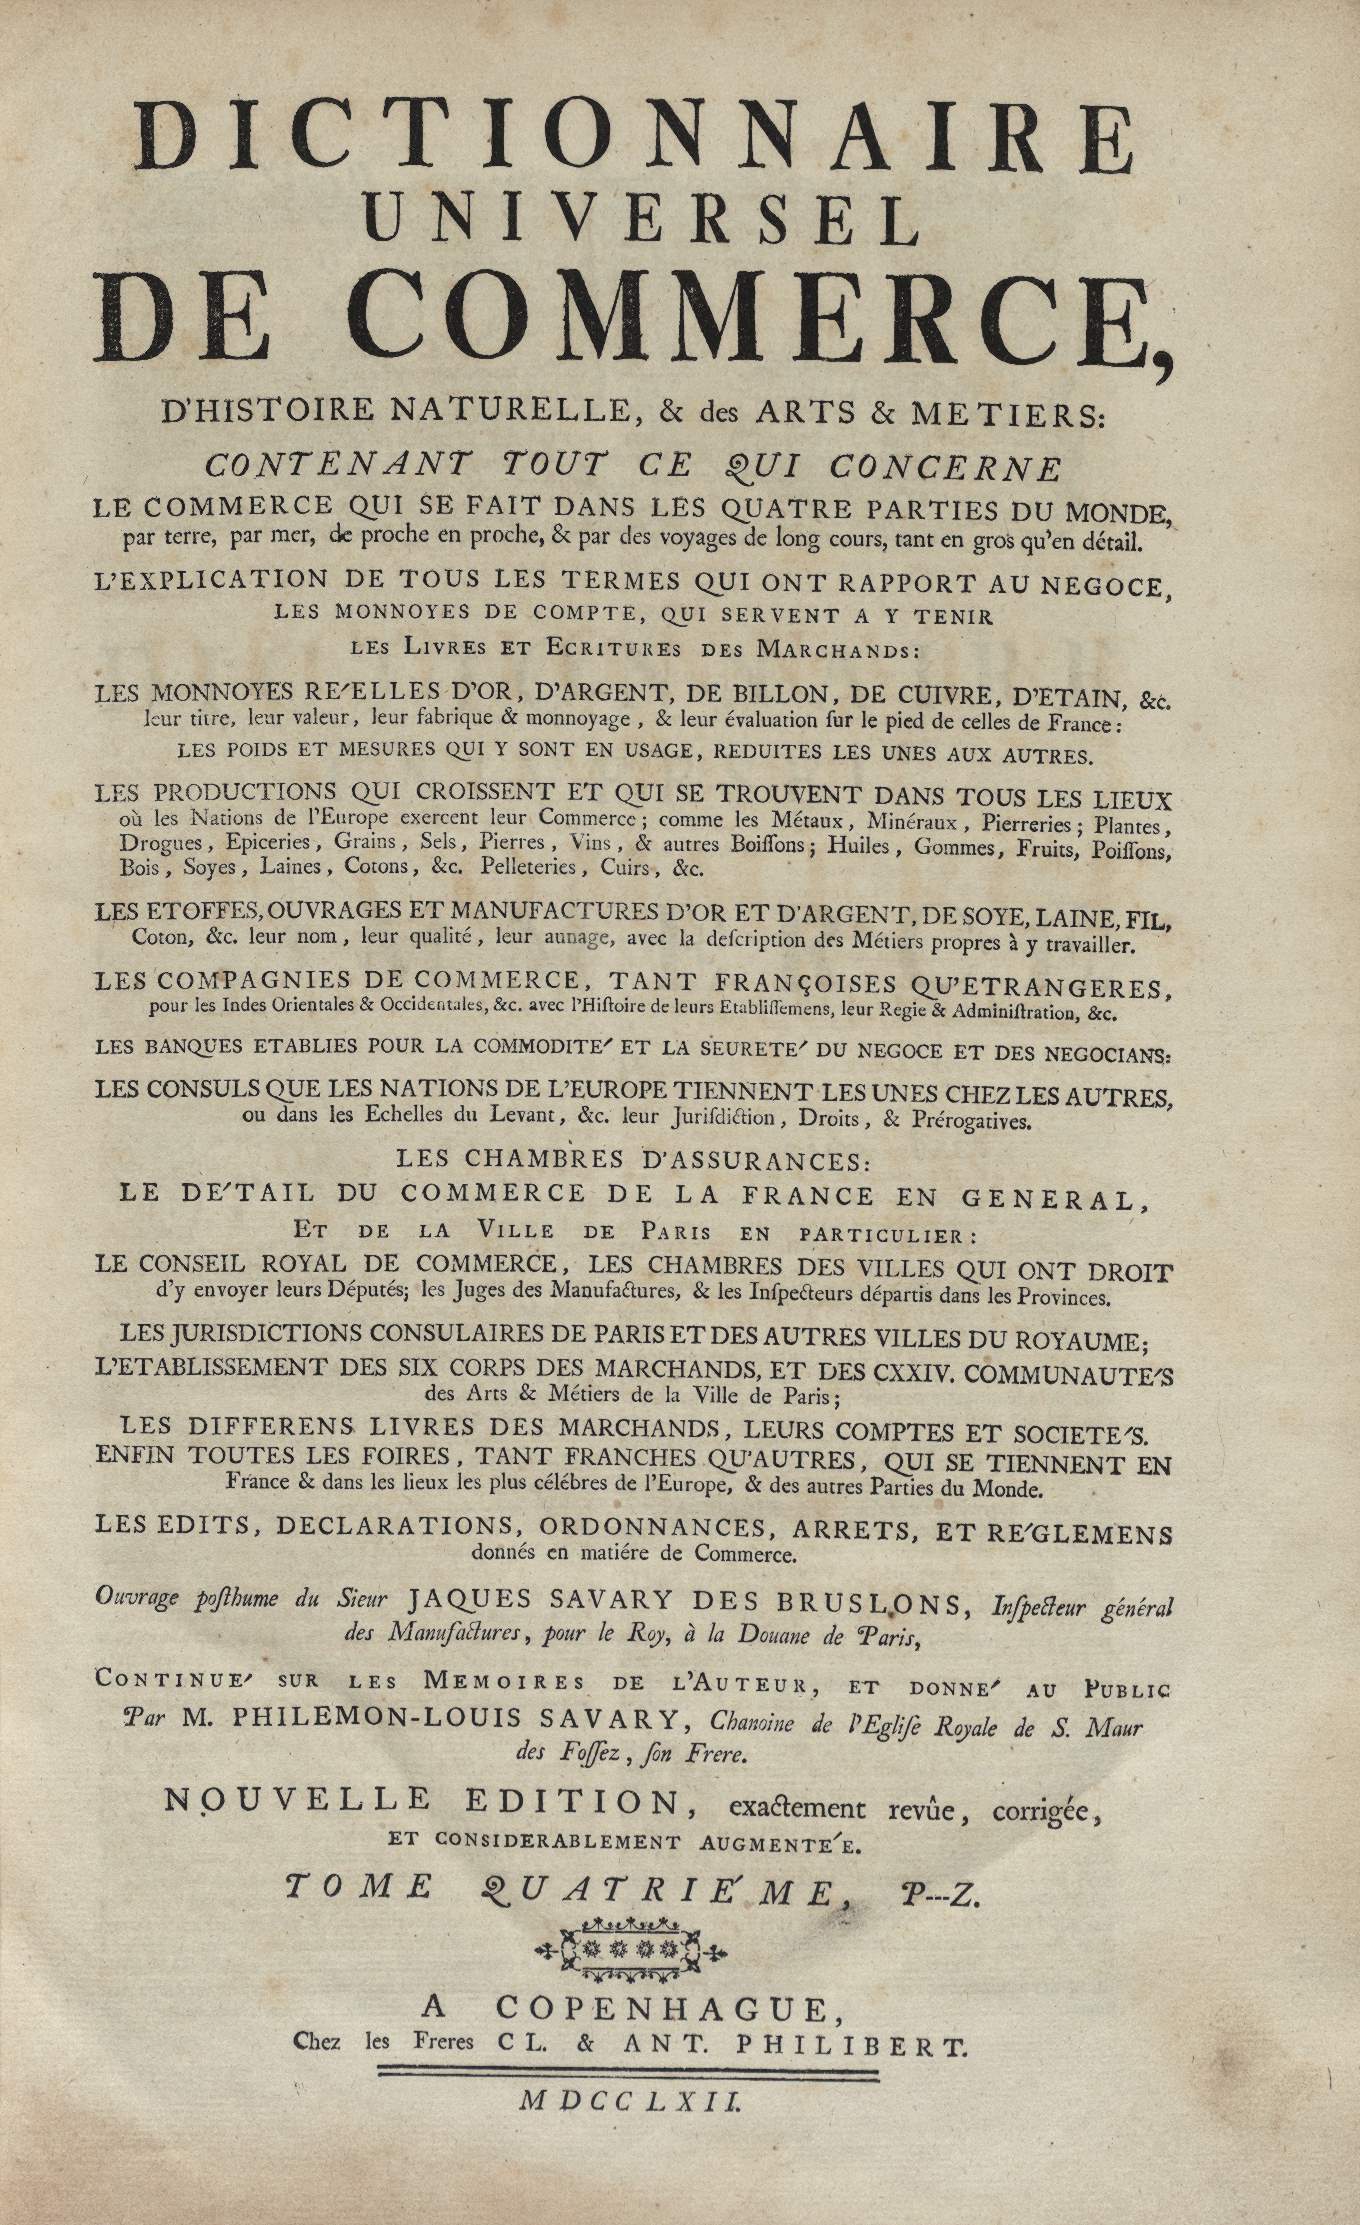 DICTIONNAIRE
UNIVERSEL
DE COMMERCE,
D'HISTOIRE NATURELLE, & des ARTS & METIERS:
CONTENANT TOUT CE QUI CONCERNE
LE COMMERCE QUI SE FAIT DANS LES QUATRE PARTIES DU MONDE,
par terre, par mer, de proche en proche, & par des voyages de long cours, tant en gros qu'en détail.
L'EXPLICATION DE TOUS LES TERMES QUI ONT RAPPORT AU NEGOCE,
LES MONNOYES DE COMPTE, QUI SERVENT A Y TENIR
LES LIVRES ET ECRITURES DES MARCHANDS:
LES MONNOYES RE'ELLES D'OR, D'ARGENT, DE BILLON, DE CUIVRE, D'ETAIN, &c.
leur titre, leur valeur, leur fabrique & monnoyage, & leur évaluation ſur le pied de celles de France:
LES POIDS ET MESURES QUI Y SONT EN USAGE, REDUITES LES UNES AUX AUTRES.
LES PRODUCTIONS QUI CROISSENT ET QUI SE TROUVENT DANS TOUS LES LIEUX
où les Nations de l'Europe exercent leur Commerce; comme les Métaux, Minéraux, Pierreries; Plantes,
Drogues, Epiceries, Grains, Sels, Pierres, Vins, & autres Boiſſons; Huiles, Gommes, Fruits, Poiſſons,
Bois, Soyes, Laines, Cotons, &c. Pelleteries, Cuirs, &c.
LES ETOFFES, OUVRAGES ET MANUFACTURES D'OR ET D'ARGENT, DE SOYE, LAINE, FIL,
Coton, &c. leur nom, leur qualité, leur aunage, avec la deſcription des Métiers propres à y travailler.
LES COMPAGNIES DE COMMERCE, TANT FRANÇOISES QU'ETRANGERES,
pour les Indes Orientales & Occidentales, &c. avec l'Hiſtoire de leurs Etabliſſemens, leur Regie & Adminiſtration, &c.
LES BANQUES ETABLIES POUR LA COMMODITE' ET LA SEURETE' DU NEGOCE ET DES NEGOCIANS:
LES CONSULS QUE LES NATIONS DE L'EUROPE TIENNENT LES UNES CHEZ LES AUTRES,
ou dans les Echelles du Levant, &c. leur Juriſdiction, Droits, & Prérogatives.
LES CHAMBRES D'ASSURANCES:
LE DE'TAIL DU COMMERCE DE LA FRANCE EN GENERAL,
ET DE LA VILLE DE PARIS EN PARTICULIER:
LE CONSEIL ROYAL DE COMMERCE, LES CHAMBRES DES VILLES QUI ONT DROIT
d'y envoyer leurs Députés; les Juges des Manufactures, & les Inſpecteurs départis dans les Provinces.
LES JURISDICTIONS CONSULAIRES DE PARIS ET DES AUTRES VILLES DU ROYAUME;
L'ETABLISSEMENT DES SIX CORPS DES MARCHANDS, ET DES CXXIV. COMMUNAUTE'S
des Arts & Métiers de la Ville de Paris;
LES DIFFERENS LIVRES DES MARCHANDS, LEURS COMPTES ET SOCIETE'S.
ENFIN TOUTES LES FOIRES, TANT FRANCHES QU'AUTRES, QUI SE TIENNENT EN
France & dans les lieux les plus célébres de l'Europe, & des autres Parties du Monde.
LES EDITS, DECLARATIONS, ORDONNANCES, ARRETS, ET RE'GLEMENS
donnés en matiére de Commerce.
Ouvrage poſthume du Sieur JAQUES SAVARY DES BRUSLONS, Inſpecteur général
des Manufactures, pour le Roy, à la Douane de Paris,
CONTINUE' SUR LES MEMOIRES DE L'AUTEUR, ET DONNE' AU PUBLIC
Par M. PHILEMON-LOUIS SAVARY, Chanoine de l'Egliſe Royale de S. Maur
des Foſſez, ſon Frere.
NOUVELLE EDITION, exactement revûe, corrigée,
ET CONSIDERABLEMENT AUGMENTE'E.
TOME QUATRIÉME, P---Z.
A COPENHAGUE,
Chez les Freres CL. & ANT. PHILIBERT.
MDCCLXII.